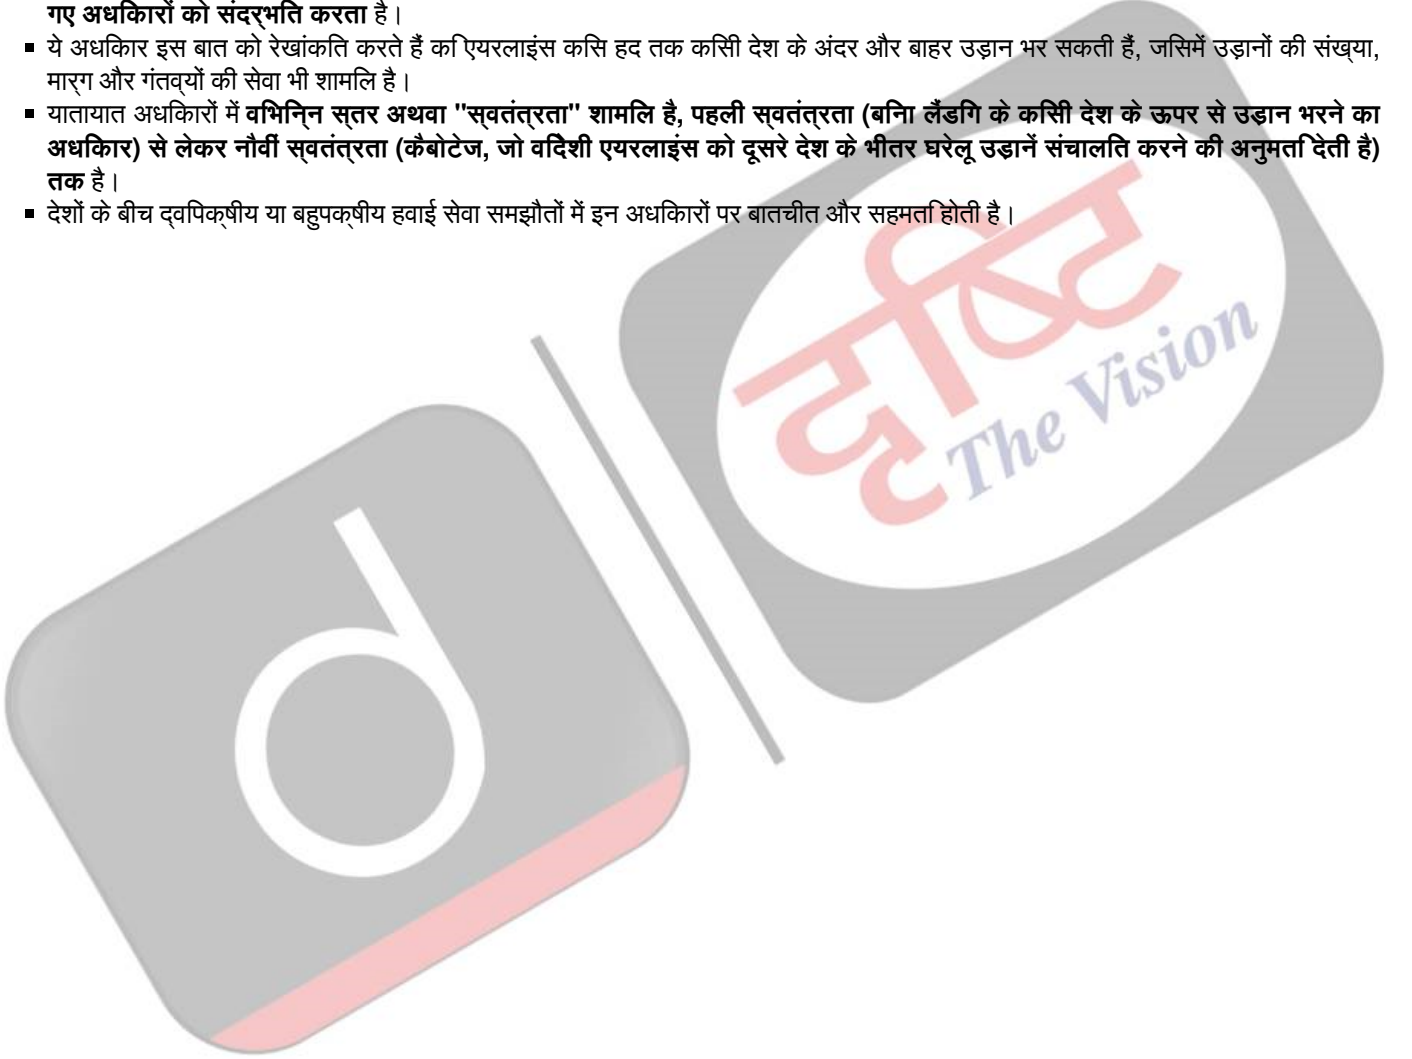 गए अधिकारों को संदर्भित करता है।
▪ ये अधिकार इस बात को रेखांकित करते हैं कि एयरलाइंस किस हद तक किसी देश के अंदर और बाहर उड़ान भर सकती हैं, जिसमें उड़ानों की संख्या,
मार्ग और गंतव्यों की सेवा भी शामिल है।
▪ यातायात अधिकारों में विभिन्न स्तर अथवा "स्वतंत्रता" शामिल है, पहली स्वतंत्रता (बिना लैंडिंग के किसी देश के ऊपर से उड़ान भरने का
अधिकार) से लेकर नौवीं स्वतंत्रता (कैबोटेज, जो विदेशी एयरलाइंस को दूसरे देश के भीतर घरेलू उड़ानें संचालित करने की अनुमति देती है)
तक है।
▪ देशों के बीच द्विपक्षीय या बहुपक्षीय हवाई सेवा समझौतों में इन अधिकारों पर बातचीत और सहमति होती है।
दृष्टि
The Vision
d